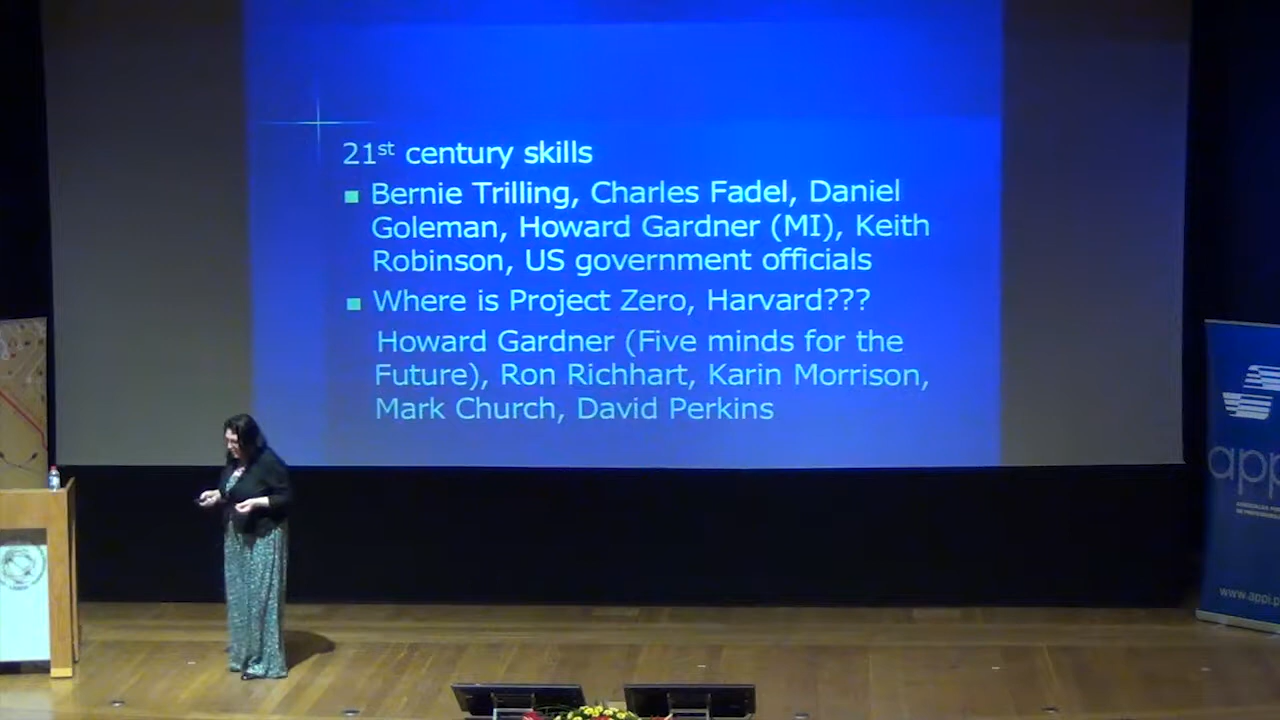 21st century skills
Bernie Trilling, Charles Fadel, Daniel
Goleman, Howard Gardner (MI), Keith
Robinson, US government officials
Where is Project Zero, Harvard???
Howard Gardner (Five minds for the
Future), Ron Richhart, Karin Morrison,
Mark Church, David Perkins
app
www.appi.p